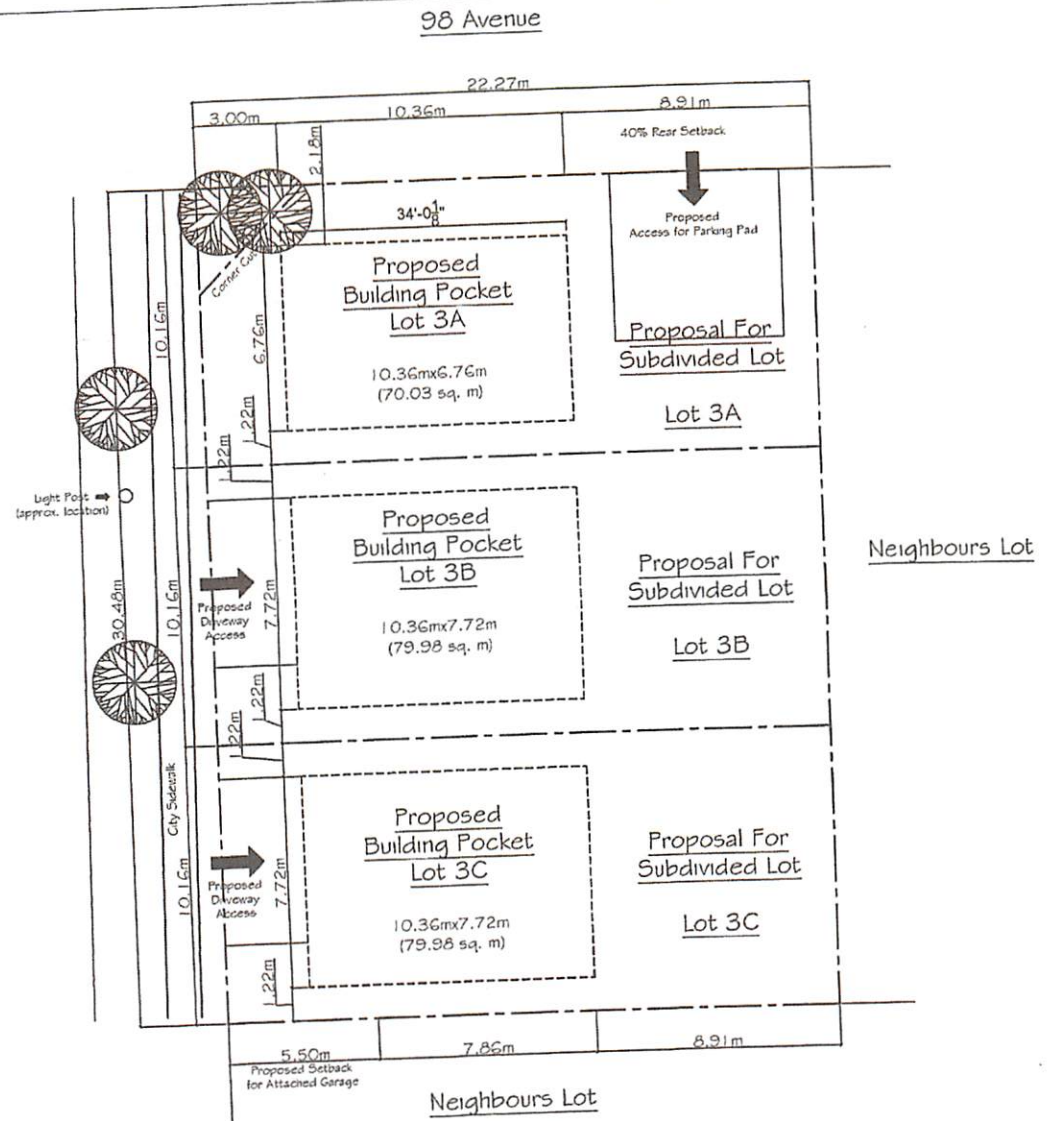 98 Avenue
22.27m
3.00m
10.36m
8.91m
40% Rear Setback
2.18m
34'-0 1/8"
Proposed
Access for Parking Pad
Corner Cut
Proposed
Building Pocket
Lot 3A
10.36mx6.76m
(70.03 sq. m)
Proposal For
Subdivided Lot
Lot 3A
10.16m
6.76m
1.22m
1.22m
Light Post
(approx. location)
Proposed
Building Pocket
Lot 3B
10.36mx7.72m
(79.98 sq. m)
Proposal For
Subdivided Lot
Lot 3B
Neighbours Lot
30.48m
10.16m
Proposed
Driveway
Access
7.72m
1.22m
1.22m
City Sidewalk
Proposed
Building Pocket
Lot 3C
10.36mx7.72m
(79.98 sq. m)
Proposal For
Subdivided Lot
Lot 3C
10.16m
Proposed
Driveway
Access
7.72m
1.22m
5.50m
7.86m
8.91m
Proposed Setback
for Attached Garage
Neighbours Lot